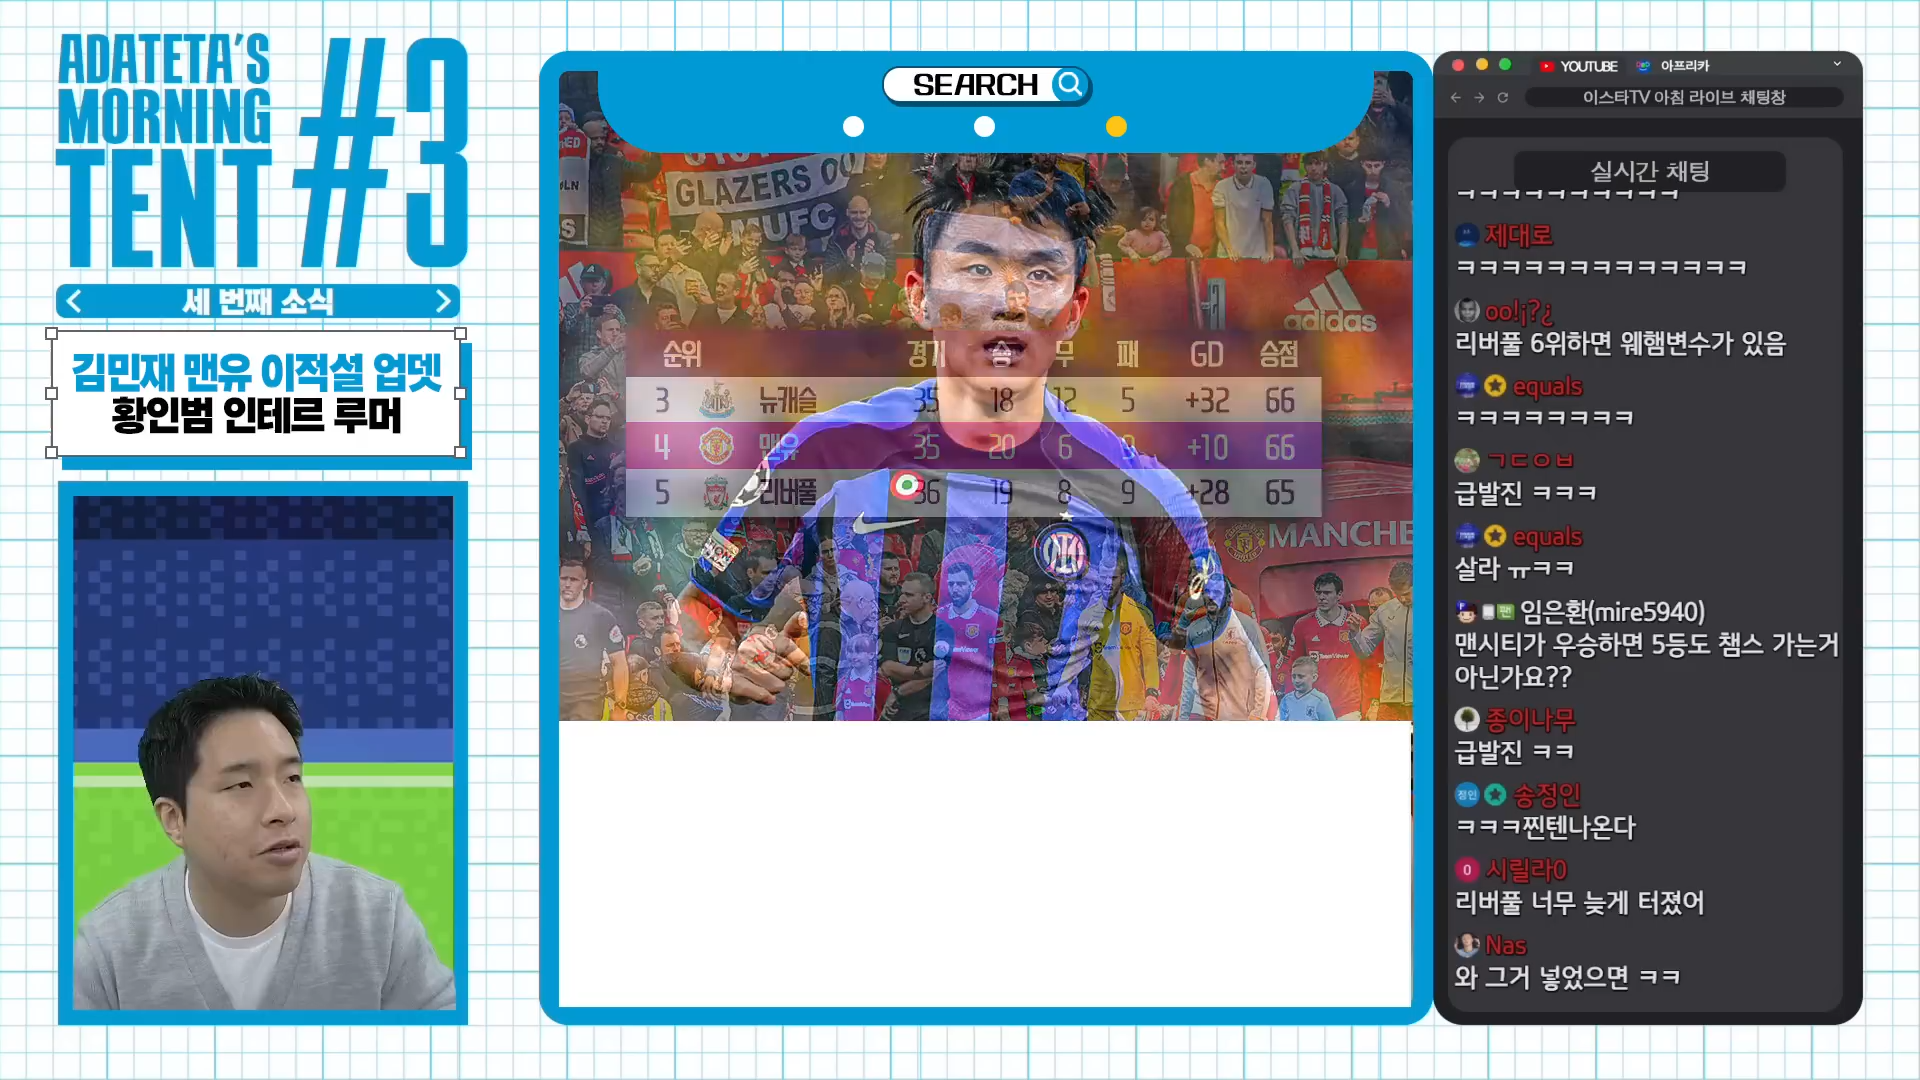 ADATETA'S
MORNING
TENT
#3
세 번째 소식
김민재 맨유 이적설 업뎃
황인범 인테르 루머
SEARCH
GLAZERS OU
MUFC
adidas
순위 경기 승 무 패 GD 승점
3 뉴캐슬 35 18 12 5 +32 66
4 맨유 35 20 6 9 +10 66
5 리버풀 36 19 8 9 +28 65
MANCHE
YOUTUBE
아프리카
이스타TV 아침 라이브 채팅창
실시간 채팅
제대로
ㅋㅋㅋㅋㅋㅋㅋㅋㅋㅋㅋㅋㅋ
oo!¡?¿
리버풀 6위하면 웨햄변수가 있음
equals
ㅋㅋㅋㅋㅋㅋㅋㅋ
ㄱㄷㅇㅂ
급발진 ㅋㅋㅋ
equals
살라 ㅠㅋㅋ
팬 임은환(mire5940)
맨시티가 우승하면 5등도 챔스 가는거
아닌가요??
종이나무
급발진 ㅋㅋ
정인 송정인
ㅋㅋㅋ찐텐나온다
0 시릴라0
리버풀 너무 늦게 터졌어
Nas
와 그거 넣었으면 ㅋㅋ